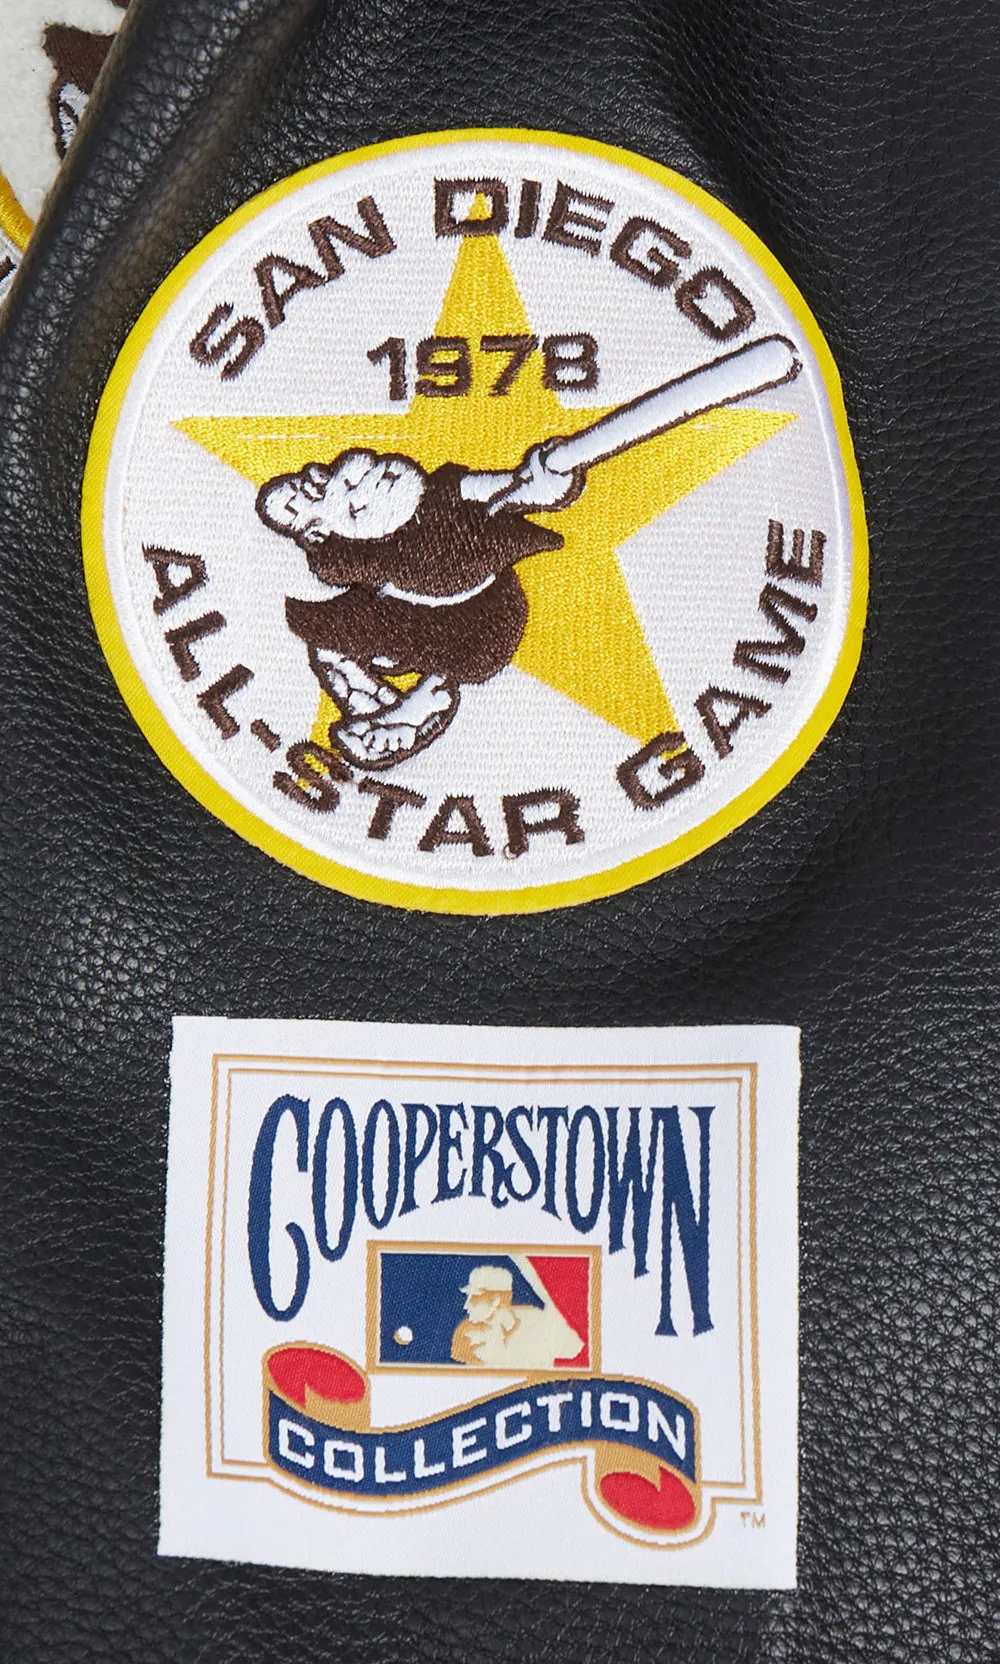 SAN DIEGO
1978
ALL-STAR GAME
COOPERSTOWN
COLLECTION
TM